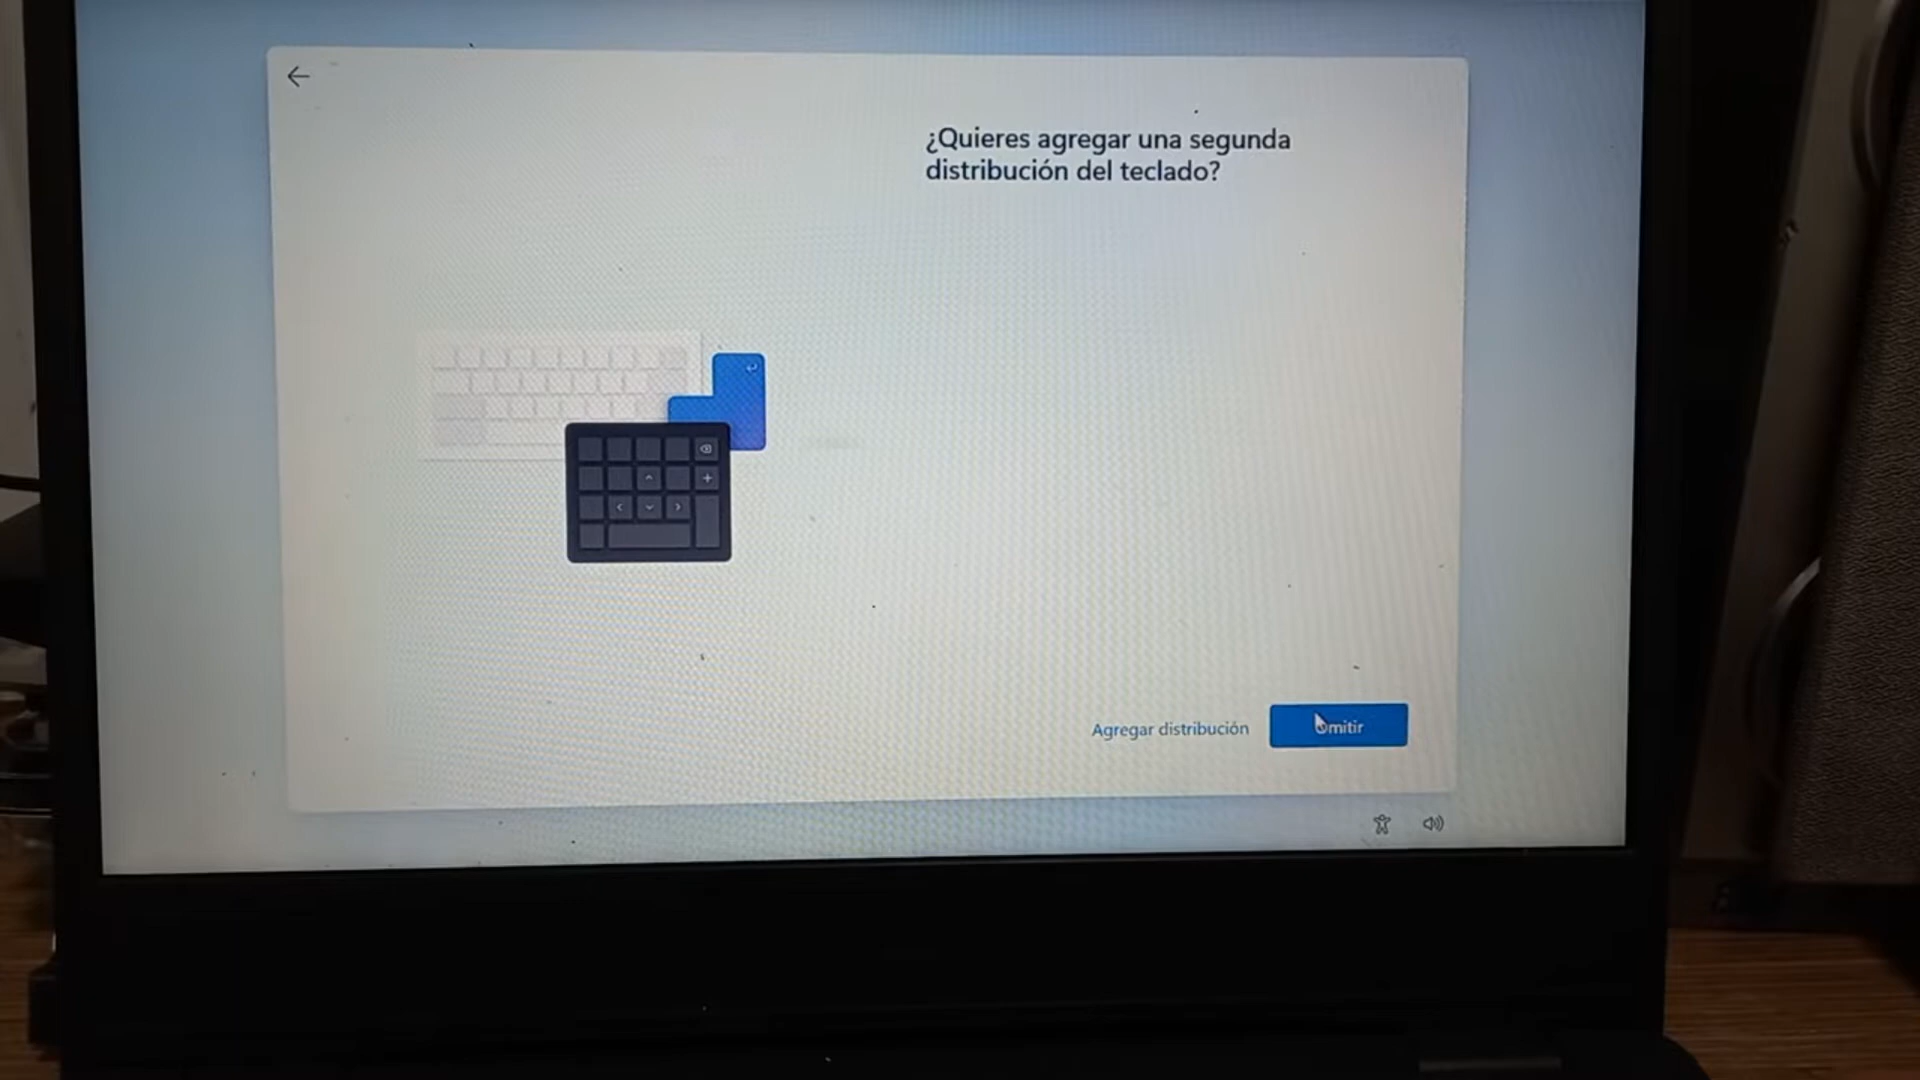 ¿Quieres agregar una segunda
distribución del teclado?
Agregar distribución
Omitir